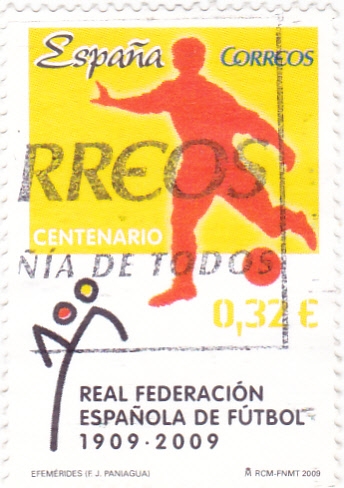 España CORREOS
RREOS
CENTENARIO
ÑÍA DE TODOS
0,32 €
REAL FEDERACIÓN
ESPAÑOLA DE FÚTBOL
1909 · 2009
EFEMÉRIDES (F. J. PANIAGUA) RCM-FNMT 2009